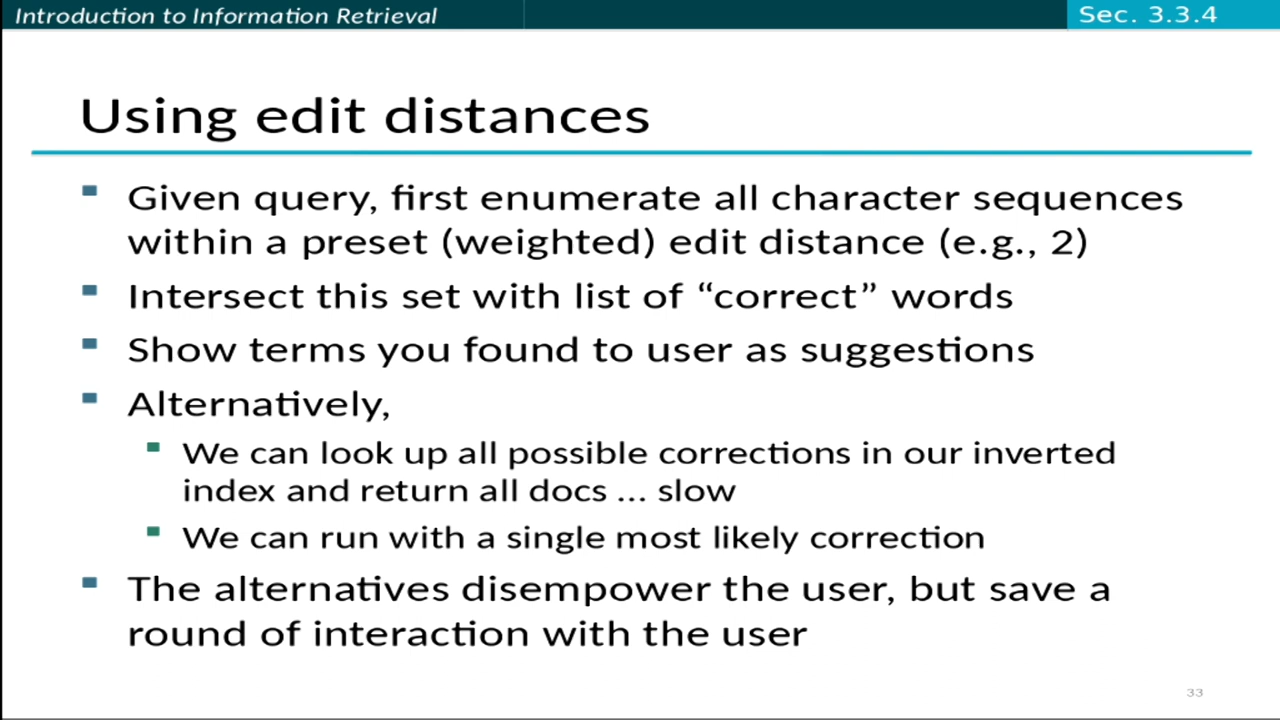 Introduction to Information Retrieval
Sec. 3.3.4
Using edit distances
Given query, first enumerate all character sequences
within a preset (weighted) edit distance (e.g., 2)
Intersect this set with list of “correct” words
Show terms you found to user as suggestions
Alternatively,
We can look up all possible corrections in our inverted
index and return all docs … slow
We can run with a single most likely correction
The alternatives disempower the user, but save a
round of interaction with the user
33